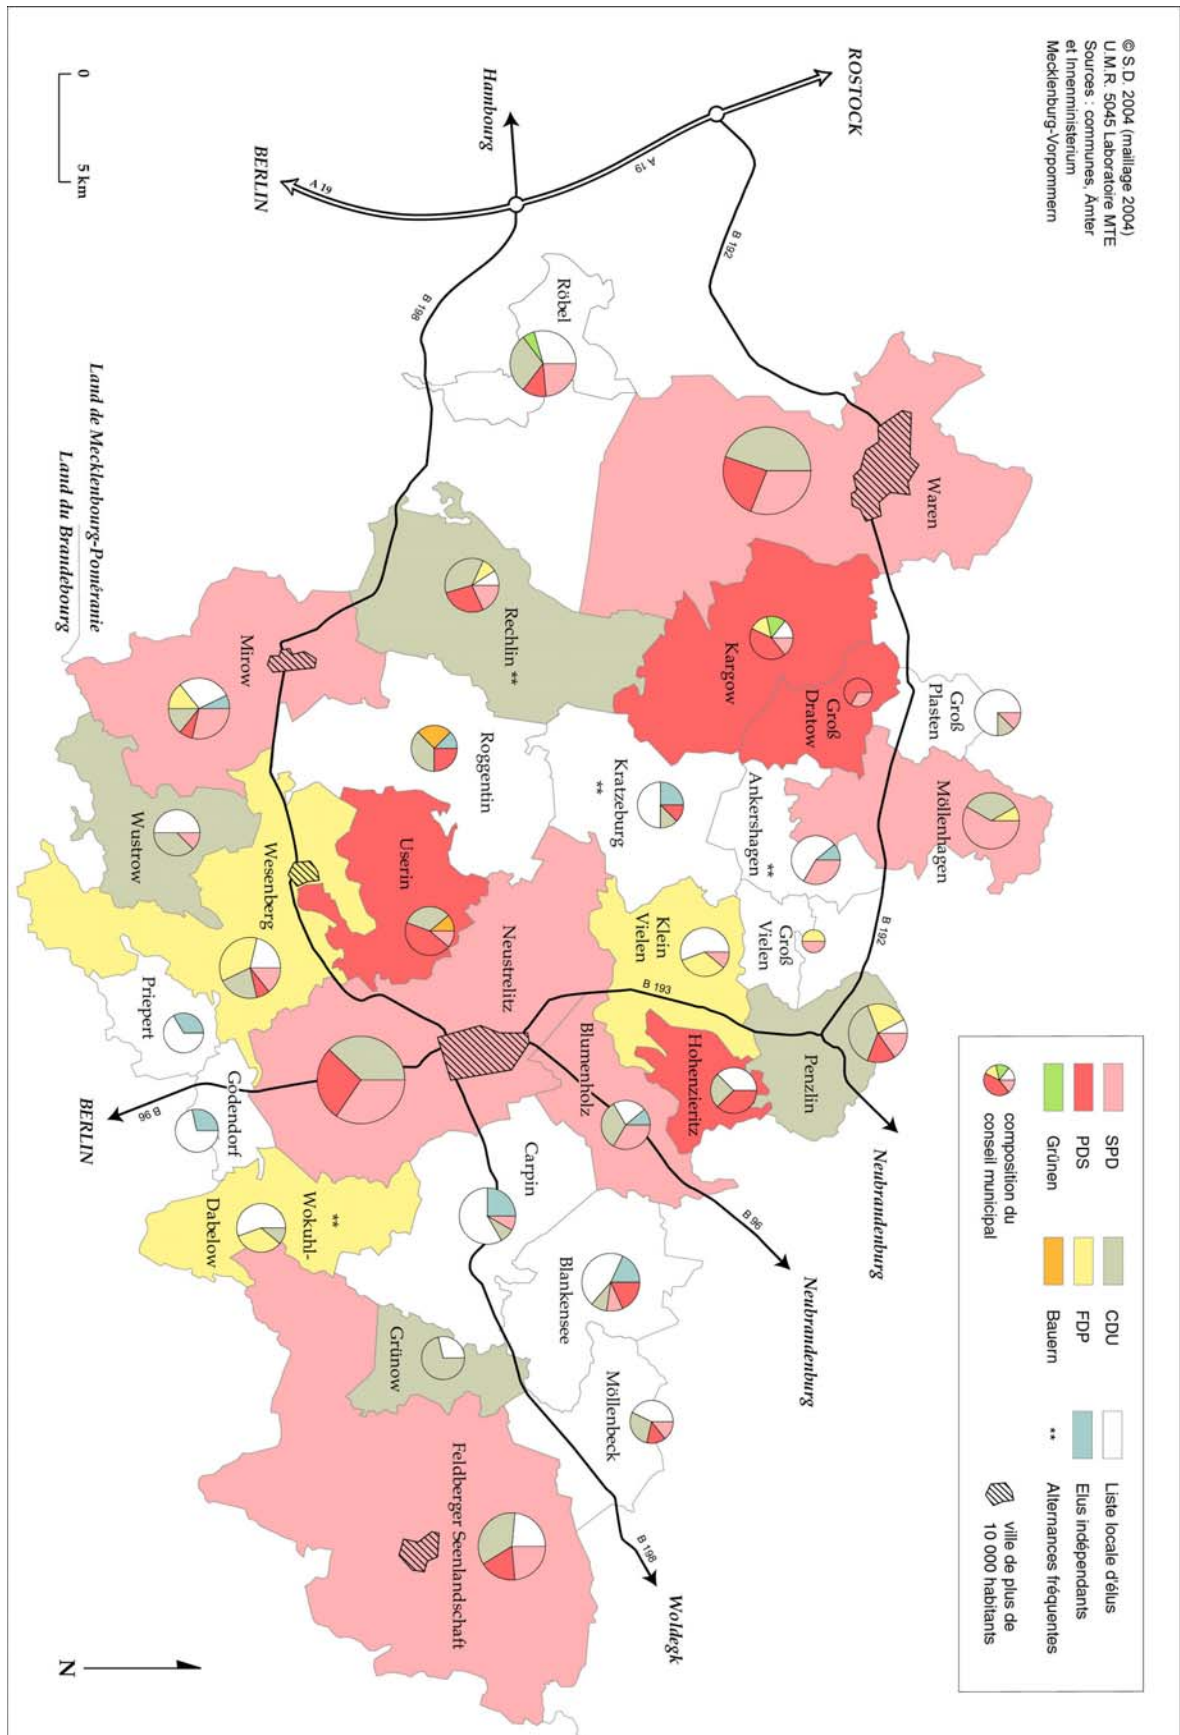 © S.D. 2004 (maillage 2004)
U.M.R. 5045 Laboratoire MTE
Sources : communes, Ämter
et Innenministerium
Mecklenburg-Vorpommern
SPD
PDS
Grünen
composition du
conseil municipal
CDU
FDP
Bauern
Liste locale d'élus
Elus indépendants
** Alternances fréquentes
ville de plus de
10 000 habitants
ROSTOCK
Hambourg
BERLIN
A 19
A 19
B 192
B 198
Röbel
Waren
Rechlin **
Kargow
Groß
Dratow
Groß
Plasten
Möllenhagen
Ankershagen
**
Kratzeburg
**
Roggentin
Mirow
Userin
Wustrow
Wesenberg
Klein
Vielen
Groß
Vielen
B 192
Penzlin
Neubrandenburg
B 193
Hohenzieritz
Blumenholz
Neustrelitz
Priepert
Godendorf
B 96
BERLIN
Carpin
B 96
Neubrandenburg
Wokuhl-
Dabelow
**
Blankensee
Grünow
Möllenbeck
Feldberger Seenlandschaft
B 198
Woldegk
Land de Mecklenbourg-Poméranie
Land du Brandebourg
0
5 km
N